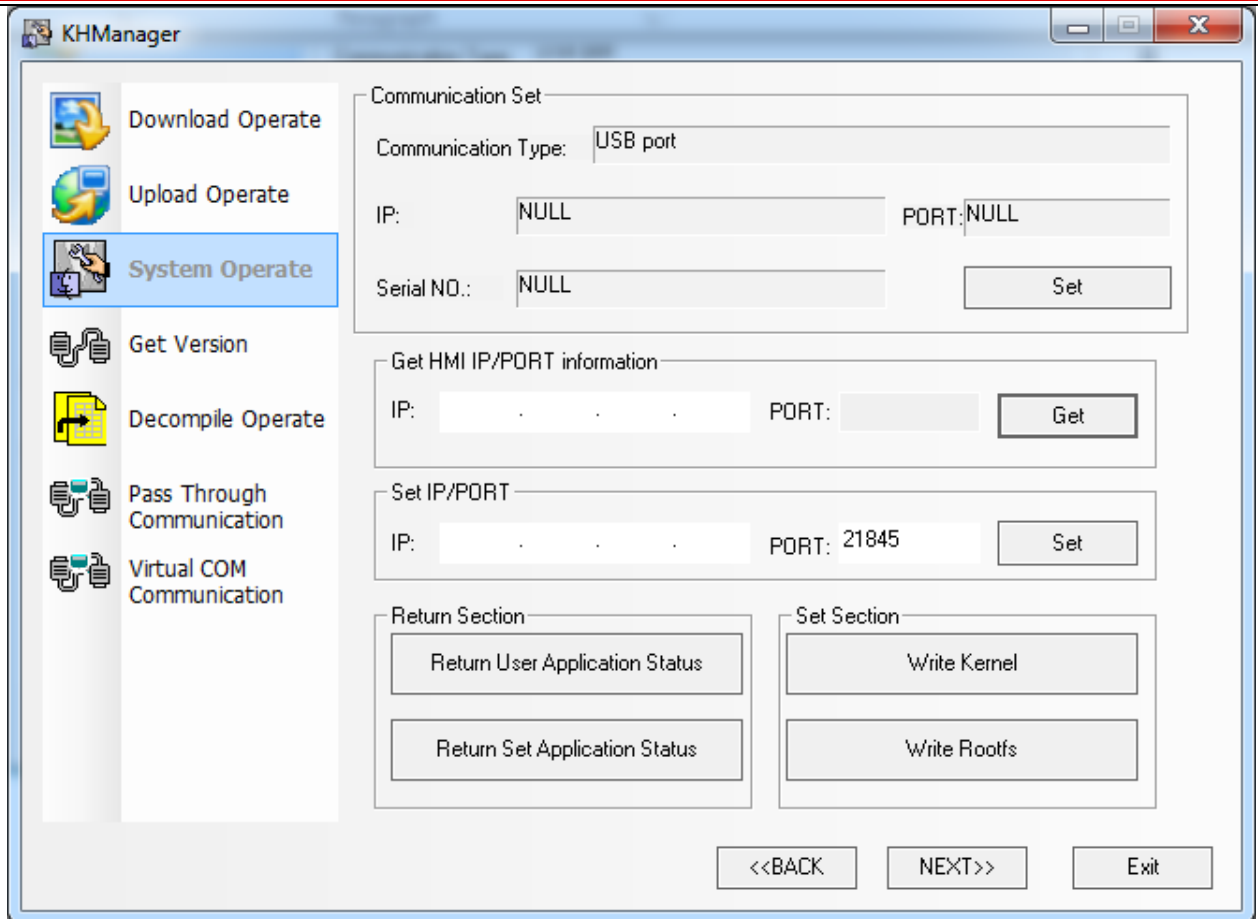 KHManager
Download Operate
Upload Operate
System Operate
Get Version
Decompile Operate
Pass Through
Communication
Virtual COM
Communication
Communication Set
Communication Type: USB port
IP: NULL PORT: NULL
Serial NO.: NULL Set
Get HMI IP/PORT information
IP: . . . PORT: Get
Set IP/PORT
IP: . . . PORT: 21845 Set
Return Section Set Section
Return User Application Status Write Kernel
Return Set Application Status Write Rootfs
<<BACK NEXT>> Exit